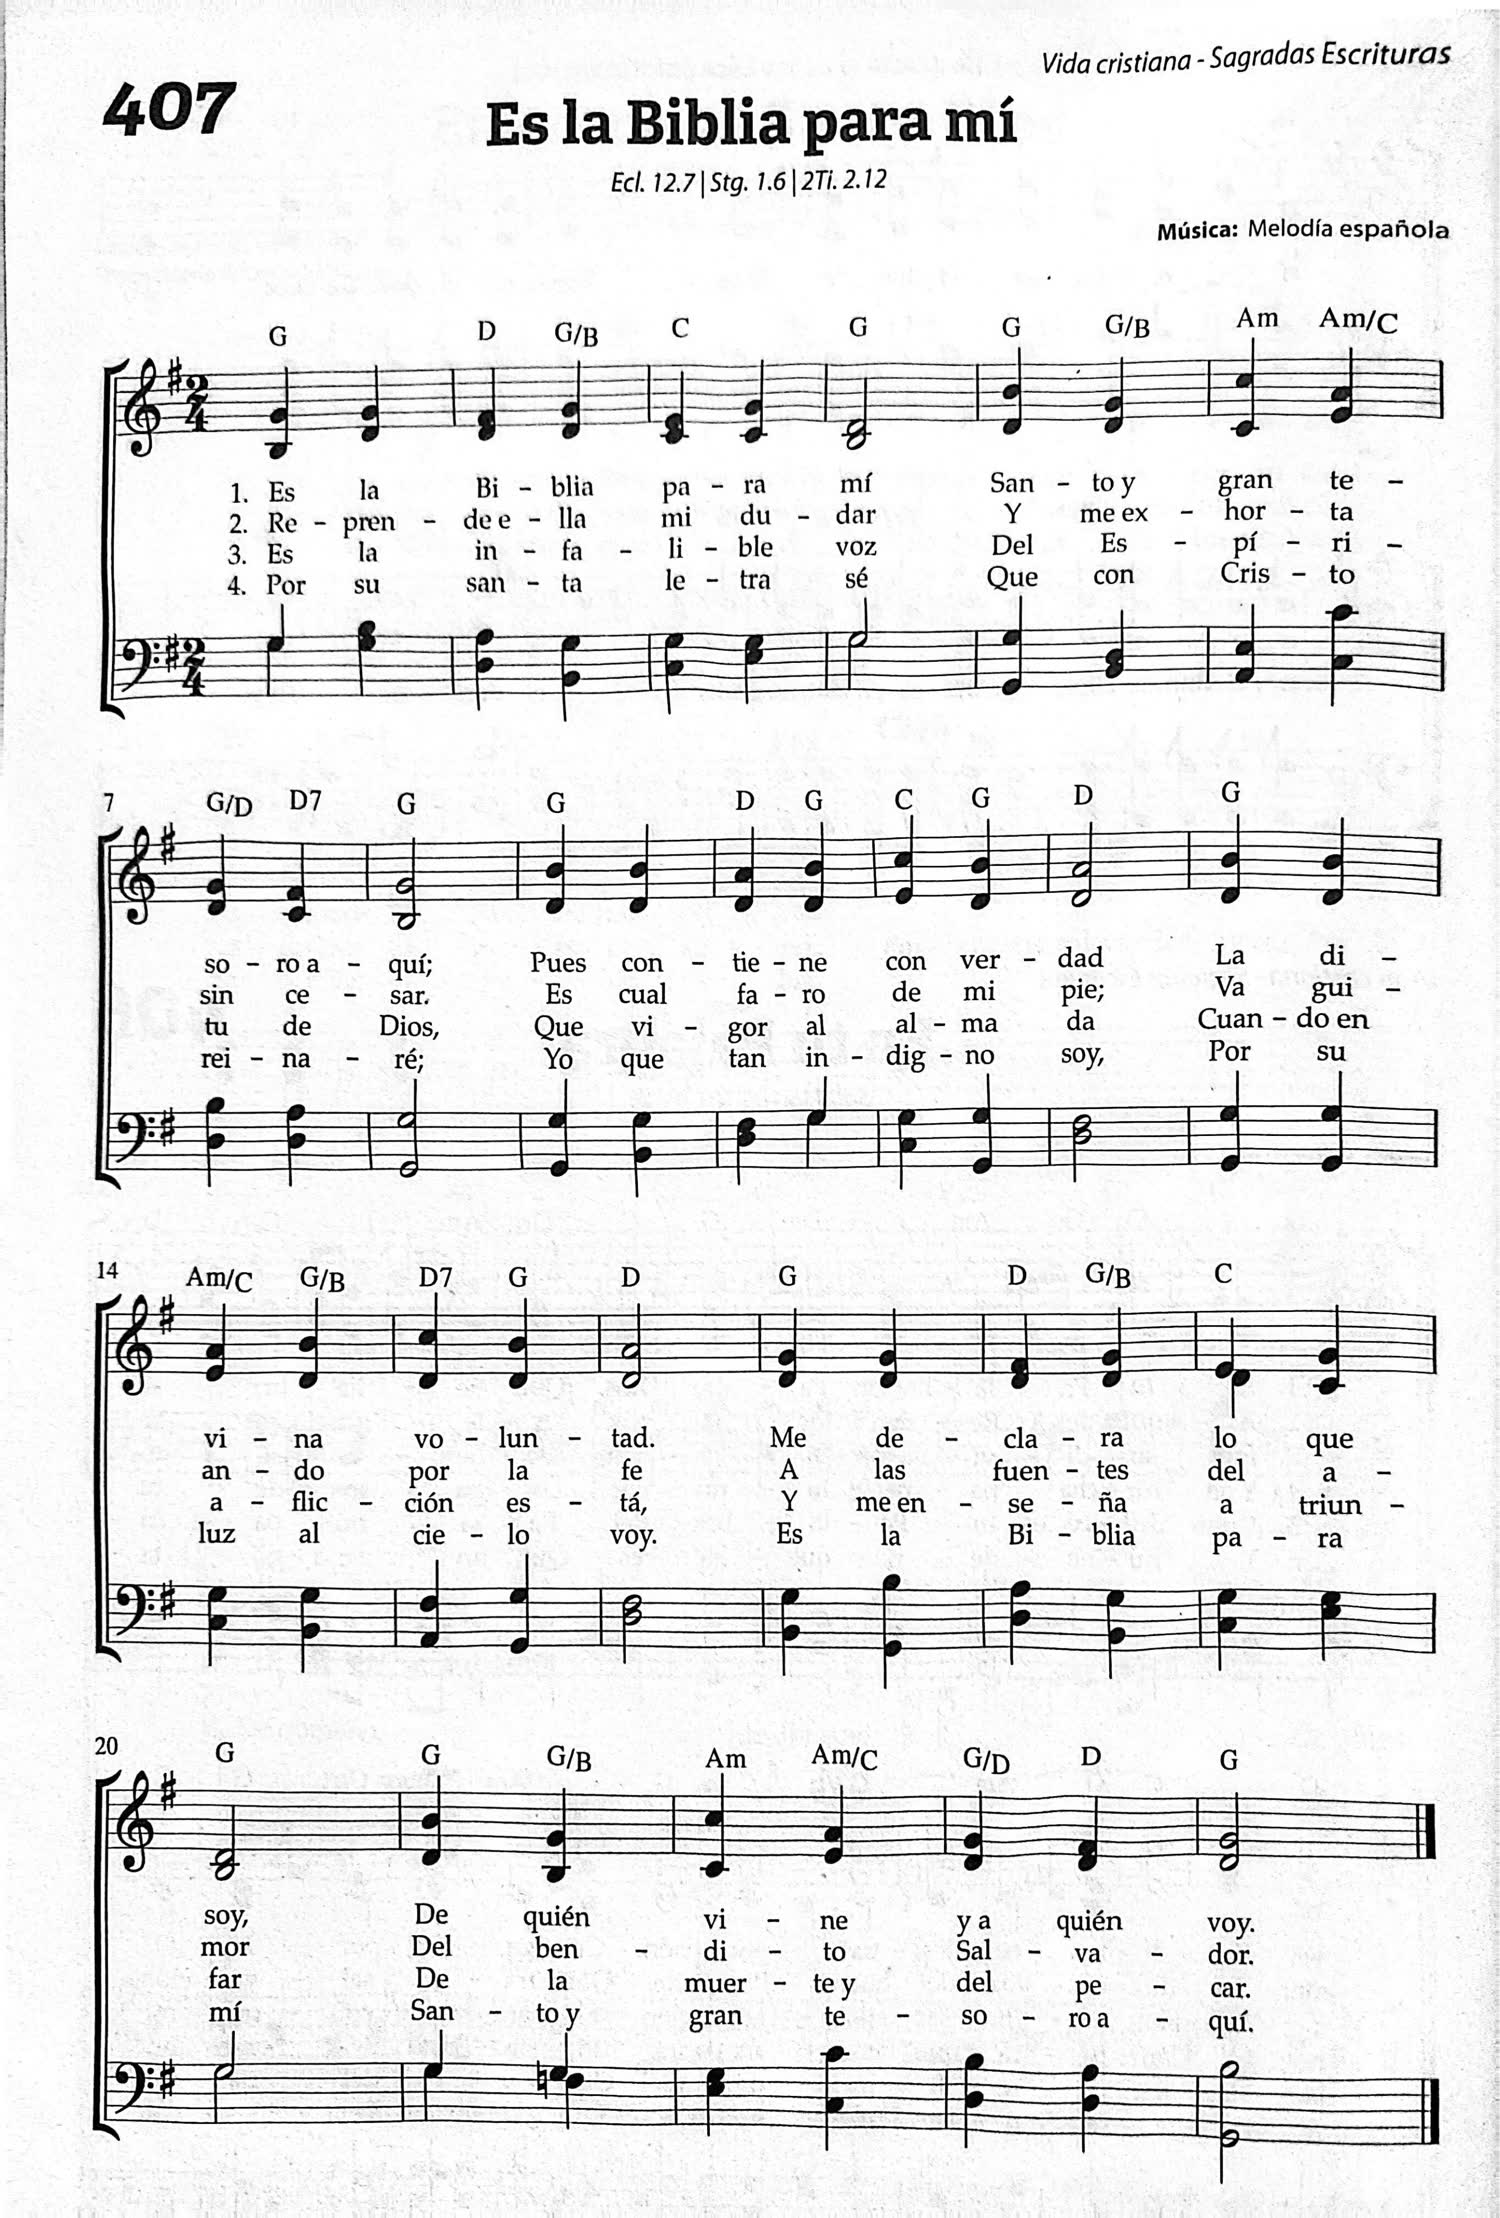 Vida cristiana - Sagradas Escrituras
407
Es la Biblia para mí
Ecl. 12.7 | Stg. 1.6 | 2Ti. 2.12
Música: Melodía española
G D G/B C G G G/B Am Am/C
1. Es la Bi - blia pa - ra mí San - to y gran te -
2. Re - pren - de e - lla mi du - dar Y me ex - hor - ta
3. Es la in - fa - li - ble voz Del Es - pí - ri -
4. Por su san - ta le - tra sé Que con Cris - to
7 G/D D7 G G D G C G D G
so - ro a - quí; Pues con - tie - ne con ver - dad La di -
sin ce - sar. Es cual fa - ro de mi pie; Va gui -
tu de Dios, Que vi - gor al al - ma da Cuan - do en
rei - na - ré; Yo que tan in - dig - no soy, Por su
14 Am/C G/B D7 G D G D G/B C
vi - na vo - lun - tad. Me de - cla - ra lo que
an - do por la fe A las fuen - tes del a -
a - flic - ción es - tá, Y me en - se - ña a triun -
luz al cie - lo voy. Es la Bi - blia pa - ra
20 G G G/B Am Am/C G/D D G
soy, De quién vi - ne y a quién voy.
mor Del ben - di - to Sal - va - dor.
far De la muer - te y del pe - car.
mí San - to y gran te - so - ro a - quí.